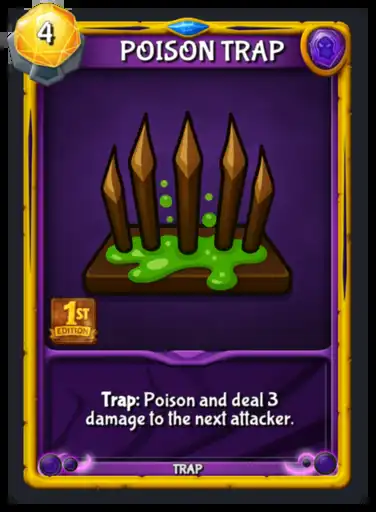 4
POISON TRAP
1ST
EDITION
Trap: Poison and deal 3
damage to the next attacker.
TRAP